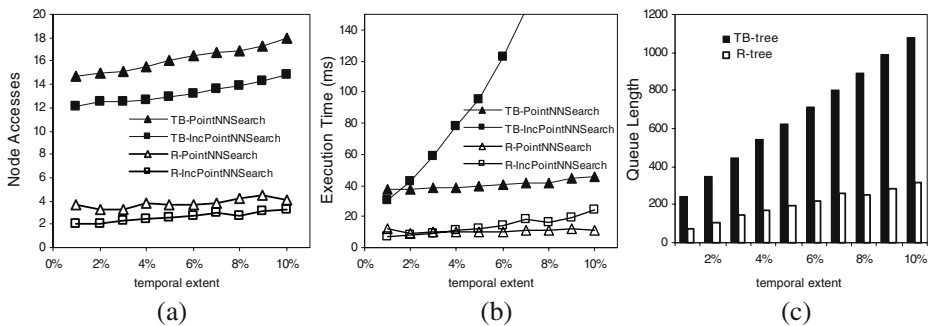 Node Accesses
18
16
14
12
10
8
6
4
2
0
TB-PointNNSearch
TB-IncPointNNSearch
R-PointNNSearch
R-IncPointNNSearch
0% 2% 4% 6% 8% 10%
temporal extent
(a)
Execution Time (ms)
140
120
100
80
60
40
20
0
TB-PointNNSearch
TB-IncPointNNSearch
R-PointNNSearch
R-IncPointNNSearch
0% 2% 4% 6% 8% 10%
temporal extent
(b)
Queue Length
1200
1000
800
600
400
200
0
TB-tree
R-tree
2% 4% 6% 8% 10%
temporal extent
(c)